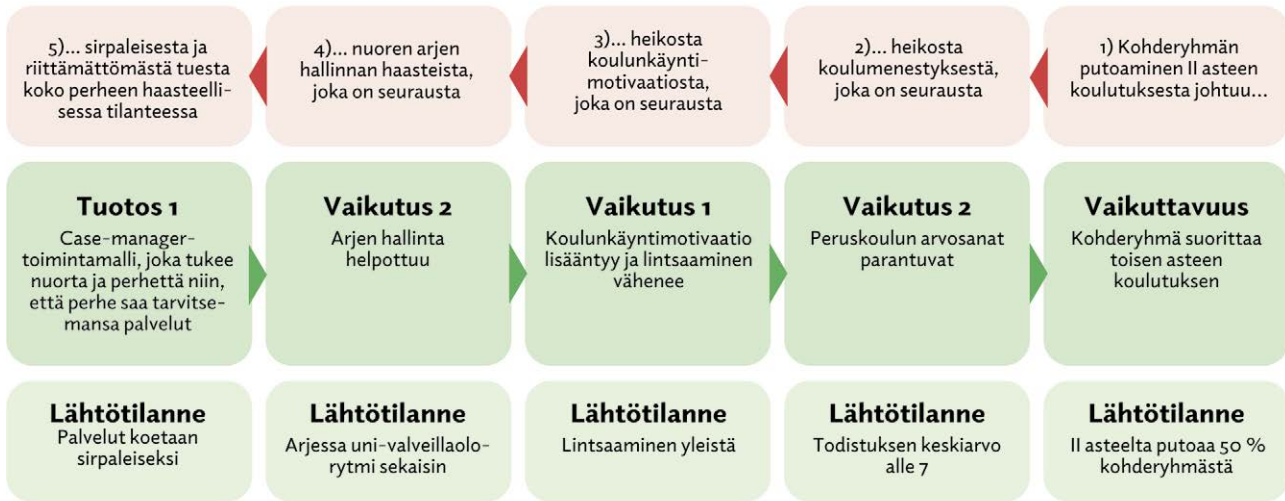 5)... sirpaleisesta ja
riittämättömästä tuesta
koko perheen haasteelli-
sessa tilanteessa
4)... nuoren arjen
hallinnan haasteista,
joka on seurausta
3)... heikosta
koulunkäynti-
motivaatiosta,
joka on seurausta
2)... heikosta
koulumenestyksestä,
joka on seurausta
1) Kohderyhmän
putoaminen II asteen
koulutuksesta johtuu...
Tuotos 1
Case-manager-
toimintamalli, joka tukee
nuorta ja perhettä niin,
että perhe saa tarvitse-
mansa palvelut
Vaikutus 2
Arjen hallinta
helpottuu
Vaikutus 1
Koulunkäyntimotivaatio
lisääntyy ja lintsaaminen
vähenee
Vaikutus 2
Peruskoulun arvosanat
parantuvat
Vaikuttavuus
Kohderyhmä suorittaa
toisen asteen
koulutuksen
Lähtötilanne
Palvelut koetaan
sirpaleiseksi
Lähtötilanne
Arjessa uni-valveillaolo-
rytmi sekaisin
Lähtötilanne
Lintsaaminen yleistä
Lähtötilanne
Todistuksen keskiarvo
alle 7
Lähtötilanne
II asteelta putoaa 50 %
kohderyhmästä